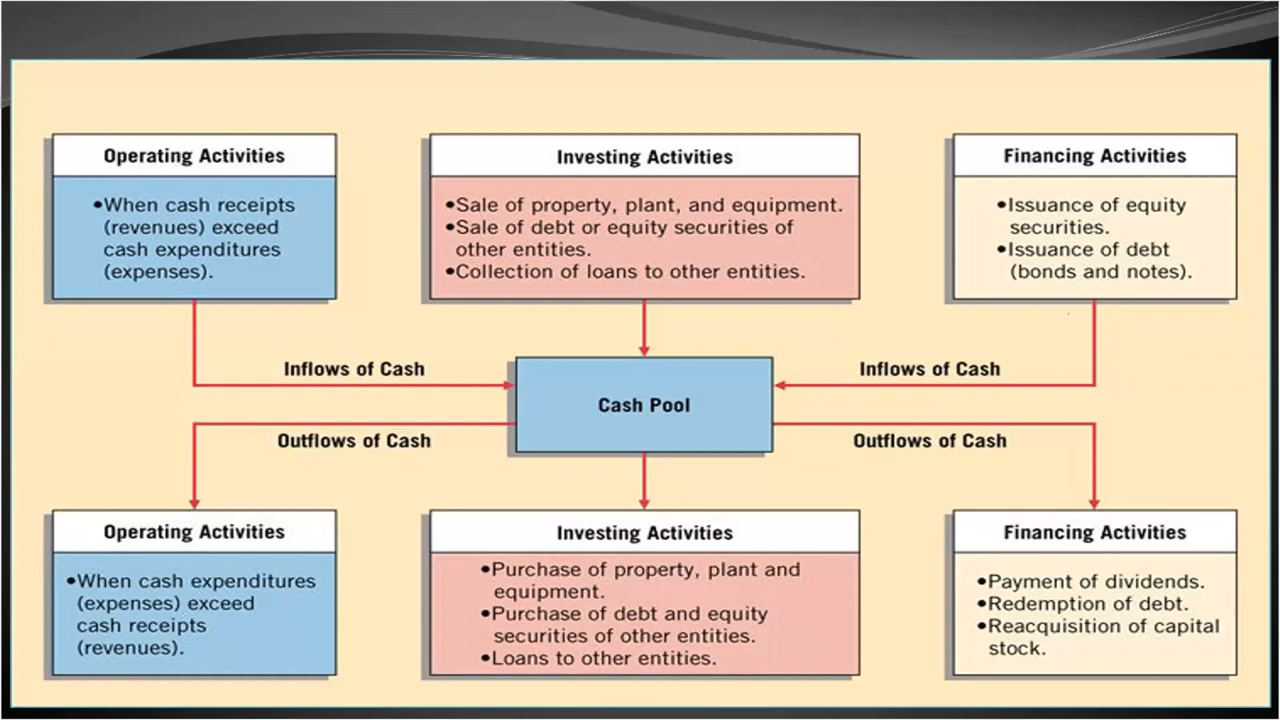 Operating Activities
•When cash receipts
(revenues) exceed
cash expenditures
(expenses).
Investing Activities
•Sale of property, plant, and equipment.
•Sale of debt or equity securities of
other entities.
•Collection of loans to other entities.
Financing Activities
•Issuance of equity
securities.
•Issuance of debt
(bonds and notes).
Inflows of Cash
Cash Pool
Inflows of Cash
Outflows of Cash
Outflows of Cash
Operating Activities
•When cash expenditures
(expenses) exceed
cash receipts
(revenues).
Investing Activities
•Purchase of property, plant and
equipment.
•Purchase of debt and equity
securities of other entities.
•Loans to other entities.
Financing Activities
•Payment of dividends.
•Redemption of debt.
•Reacquisition of capital
stock.